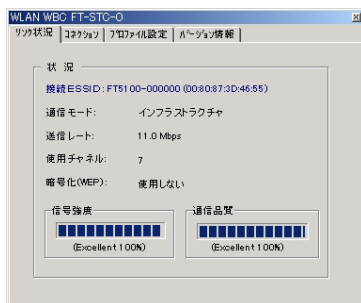 WLAN WBC FT-STC-O
リンク状況 コネクション プロファイル設定 バージョン情報
状 況
接続ESSID: FT5100-000000 (00:80:87:3D:46:55)
通信モード: インフラストラクチャ
送信レート: 11.0 Mbps
使用チャネル: 7
暗号化(WEP): 使用しない
信号強度 通信品質
(Excellent 100%) (Excellent 100%)